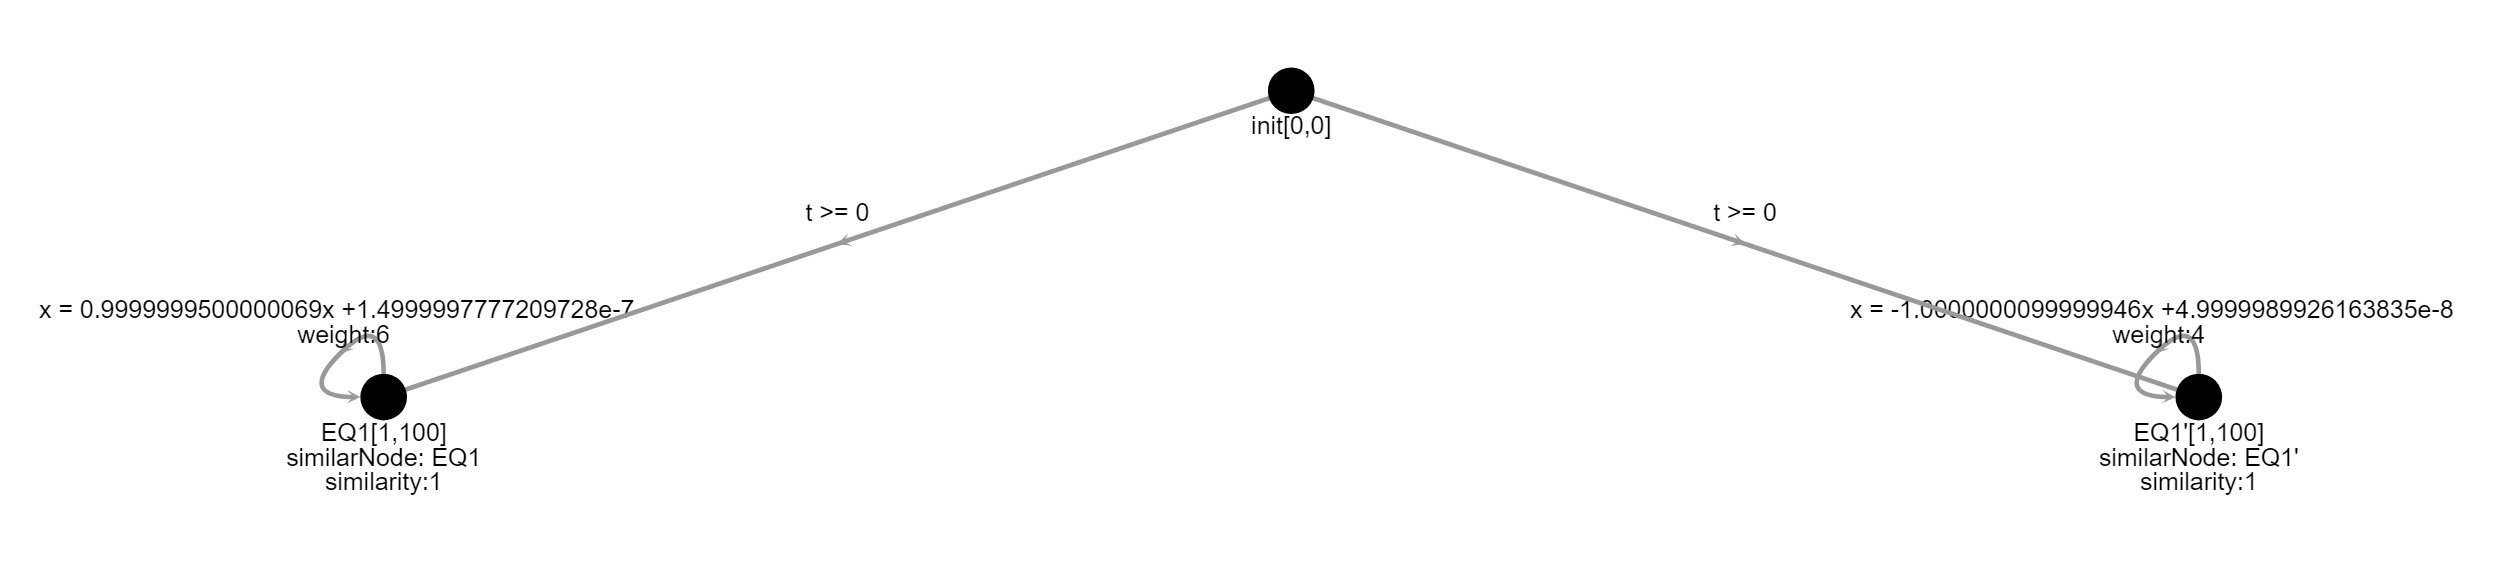 init[0,0]
t >= 0
t >= 0
x = 0.9999999500000069x +1.4999997777209728e-7
weight:6
x = -1.0000000099999946x +4.9999989926163835e-8
weight:4
EQ1[1,100]
similarNode: EQ1
similarity:1
EQ1'[1,100]
similarNode: EQ1'
similarity:1